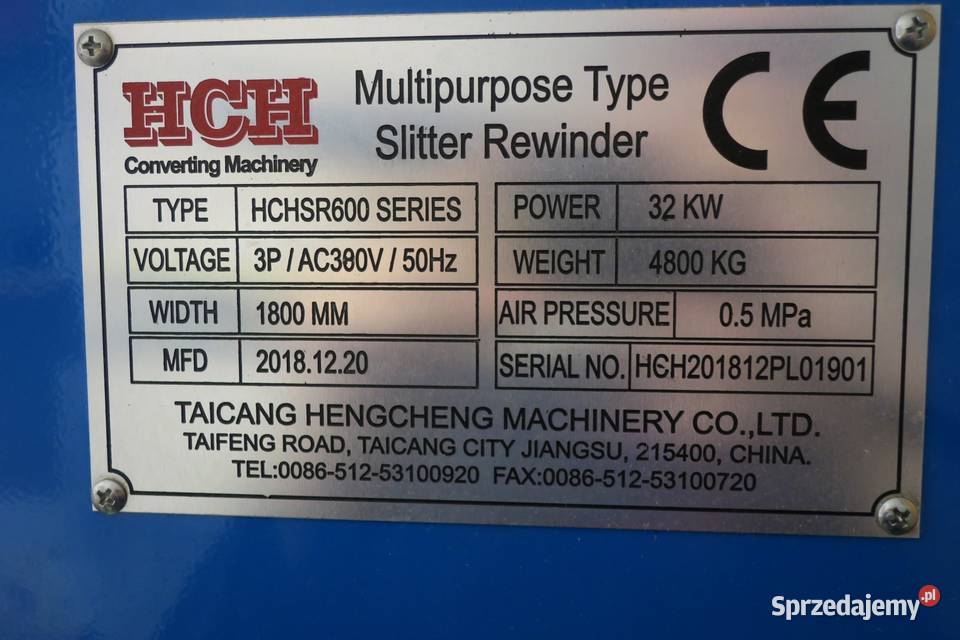 HCH
Converting Machinery
Multipurpose Type
Slitter Rewinder
CE
TYPE HCHSR600 SERIES
VOLTAGE 3P / AC380V / 50Hz
WIDTH 1800 MM
MFD 2018.12.20
POWER 32 KW
WEIGHT 4800 KG
AIR PRESSURE 0.5 MPa
SERIAL NO. HCH201812PL01901
TAICANG HENGCHENG MACHINERY CO.,LTD.
TAIFENG ROAD, TAICANG CITY JIANGSU, 215400, CHINA.
TEL:0086-512-53100920 FAX:0086-512-53100720
Sprzedajemy.pl